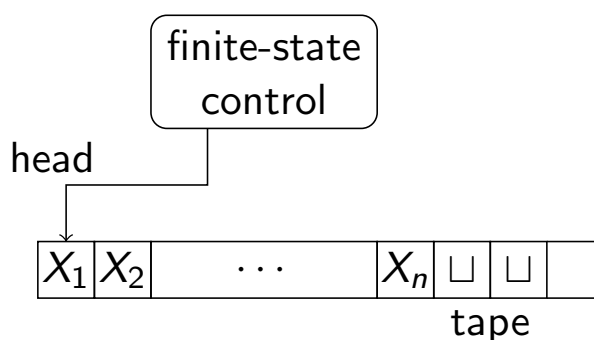 finite-state
control
head
X₁ X₂ ⋯ Xₙ ⊔ ⊔
tape